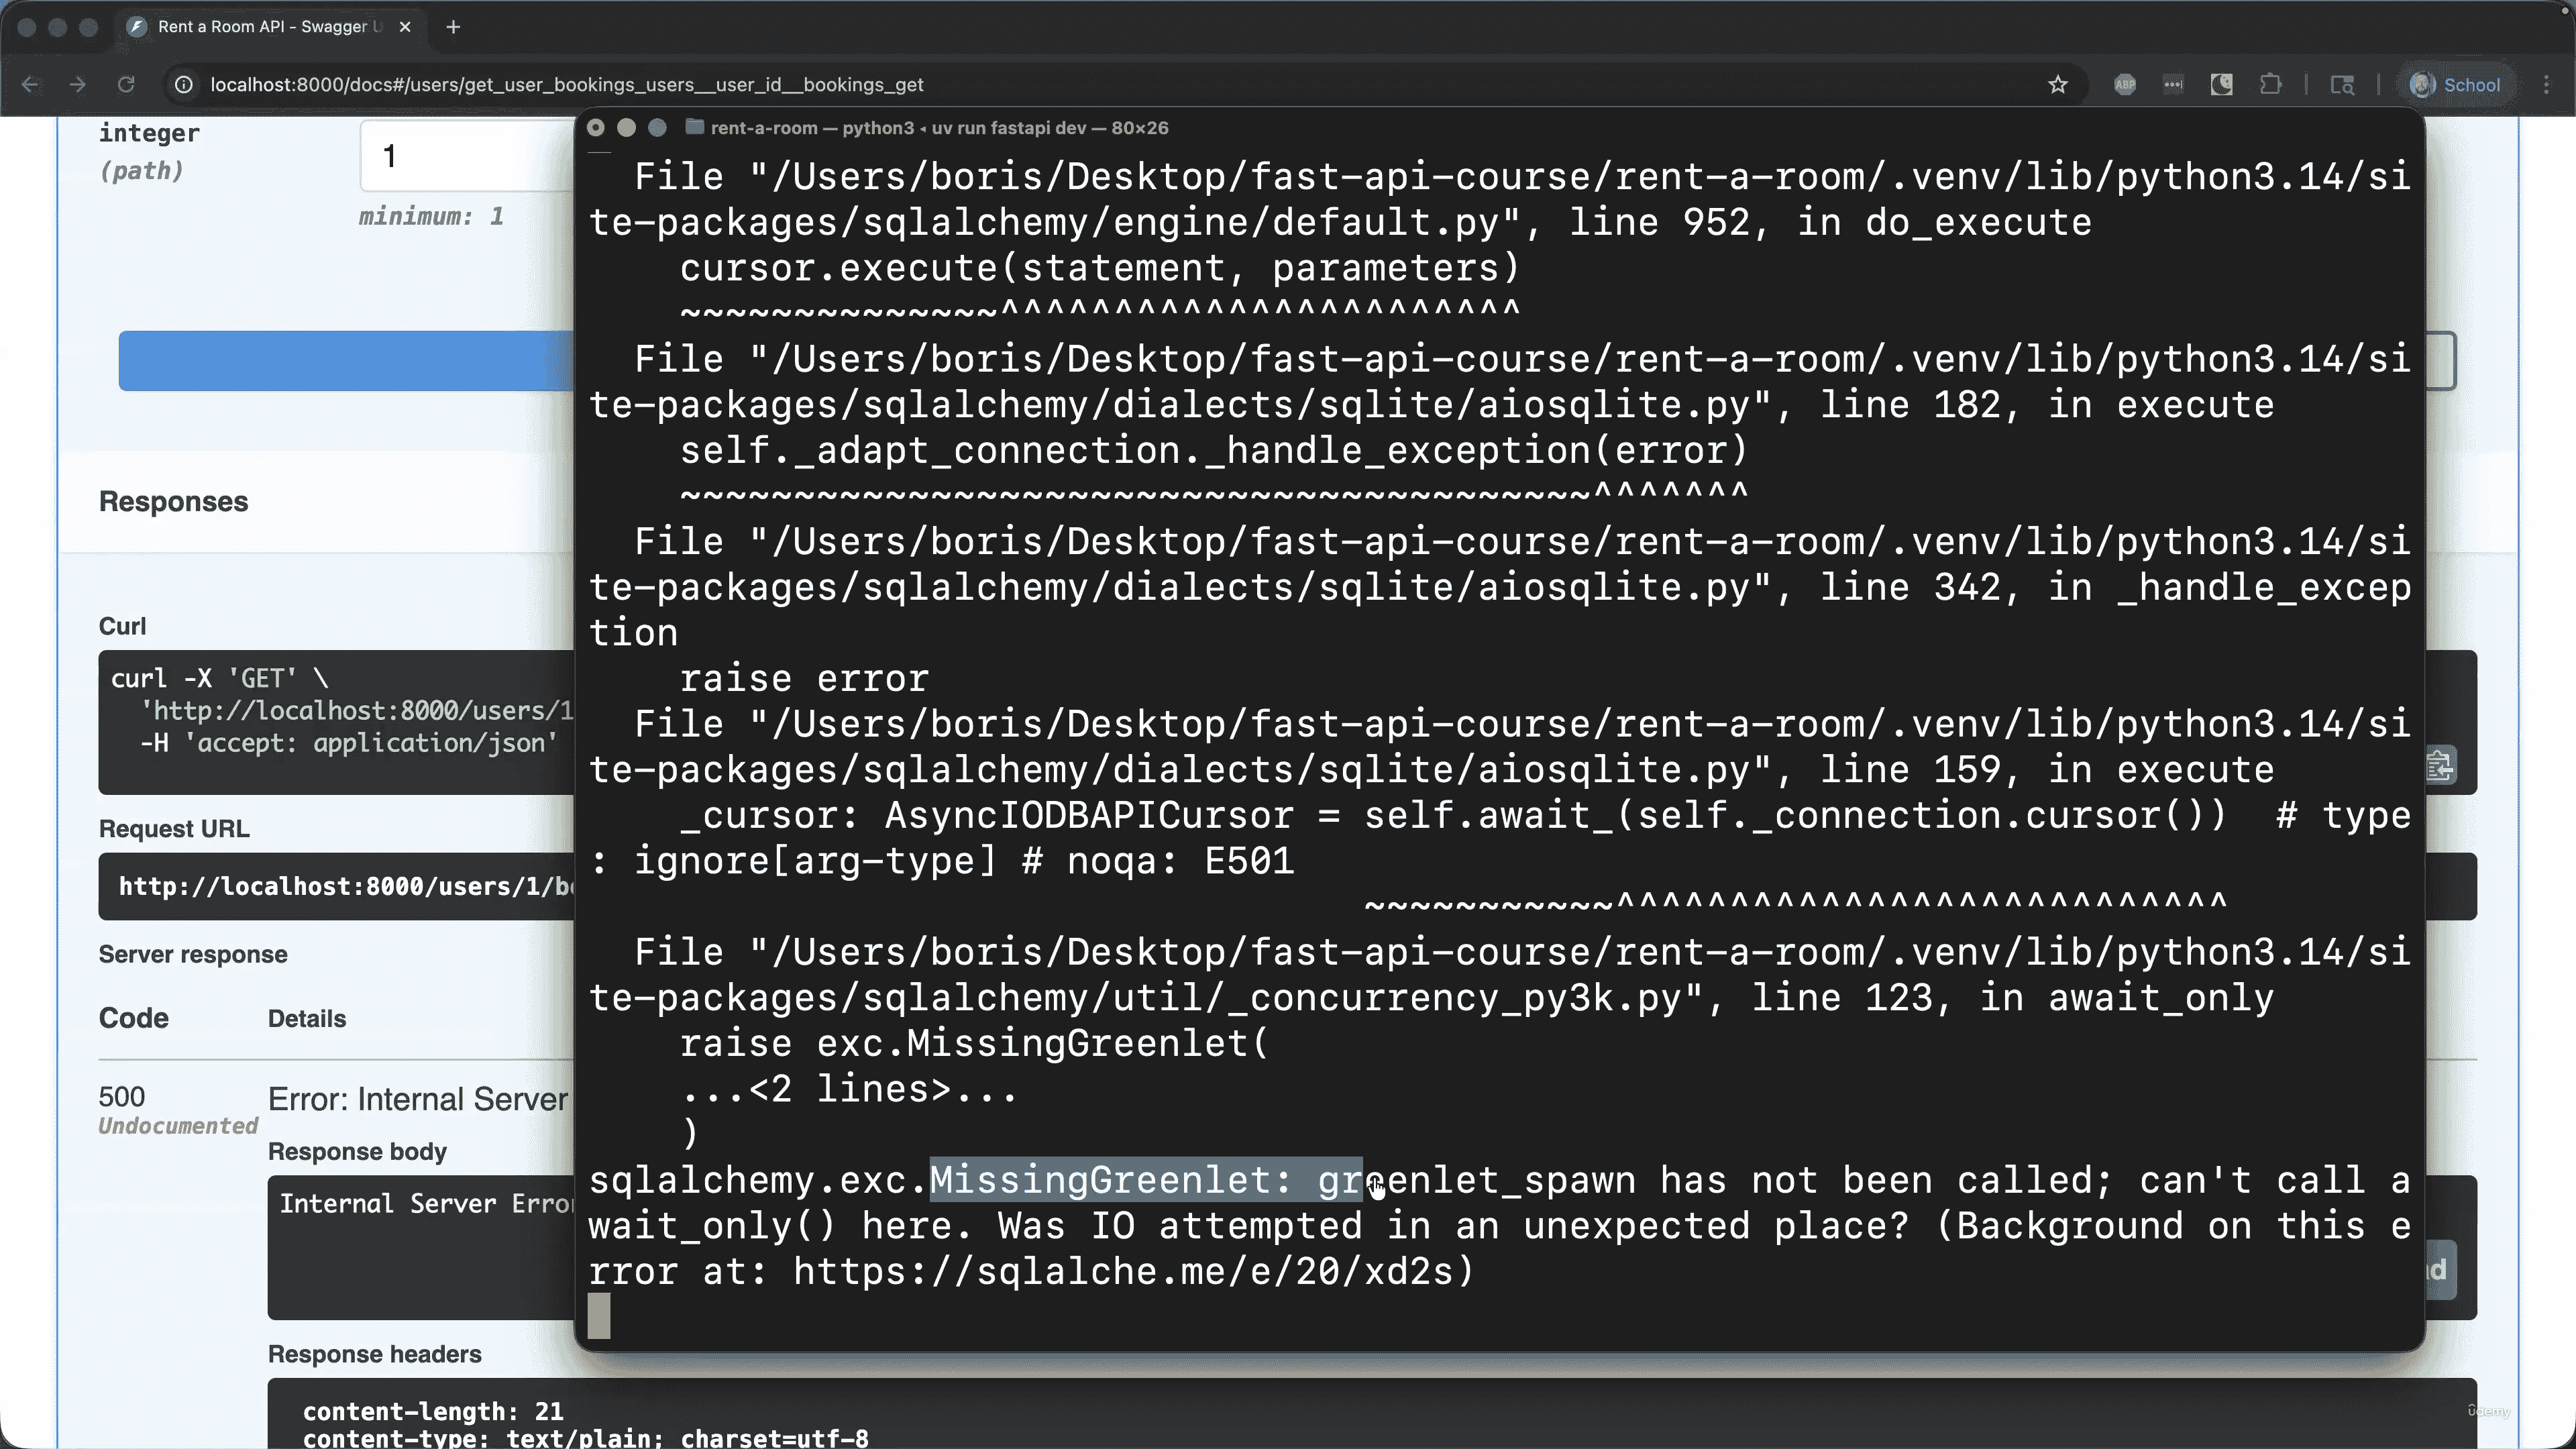 Rent a Room API - Swagger U
localhost:8000/docs#/users/get_user_bookings_users__user_id__bookings_get
ABP
School
integer
(path)
1
minimum: 1
Responses
Curl
curl -X 'GET' \
'http://localhost:8000/users/1
-H 'accept: application/json'
Request URL
http://localhost:8000/users/1/bo
Server response
Code Details
500 Error: Internal Server
Undocumented
Response body
Internal Server Erro
Response headers
content-length: 21
content-type: text/plain; charset=utf-8
rent-a-room — python3 ◂ uv run fastapi dev — 80×26
File "/Users/boris/Desktop/fast-api-course/rent-a-room/.venv/lib/python3.14/si
te-packages/sqlalchemy/engine/default.py", line 952, in do_execute
cursor.execute(statement, parameters)
~~~~~~~~~~~~~~^^^^^^^^^^^^^^^^^^^^^^^
File "/Users/boris/Desktop/fast-api-course/rent-a-room/.venv/lib/python3.14/si
te-packages/sqlalchemy/dialects/sqlite/aiosqlite.py", line 182, in execute
self._adapt_connection._handle_exception(error)
~~~~~~~~~~~~~~~~~~~~~~~~~~~~~~~~~~~~~~~~^^^^^^^
File "/Users/boris/Desktop/fast-api-course/rent-a-room/.venv/lib/python3.14/si
te-packages/sqlalchemy/dialects/sqlite/aiosqlite.py", line 342, in _handle_excep
tion
raise error
File "/Users/boris/Desktop/fast-api-course/rent-a-room/.venv/lib/python3.14/si
te-packages/sqlalchemy/dialects/sqlite/aiosqlite.py", line 159, in execute
_cursor: AsyncIODBAPICursor = self.await_(self._connection.cursor())  # type
: ignore[arg-type] # noqa: E501
~~~~~~~~~~~^^^^^^^^^^^^^^^^^^^^^^^^^^^
File "/Users/boris/Desktop/fast-api-course/rent-a-room/.venv/lib/python3.14/si
te-packages/sqlalchemy/util/_concurrency_py3k.py", line 123, in await_only
raise exc.MissingGreenlet(
...<2 lines>...
)
sqlalchemy.exc.MissingGreenlet: greenlet_spawn has not been called; can't call a
wait_only() here. Was IO attempted in an unexpected place? (Background on this e
rror at: https://sqlalche.me/e/20/xd2s)
udemy